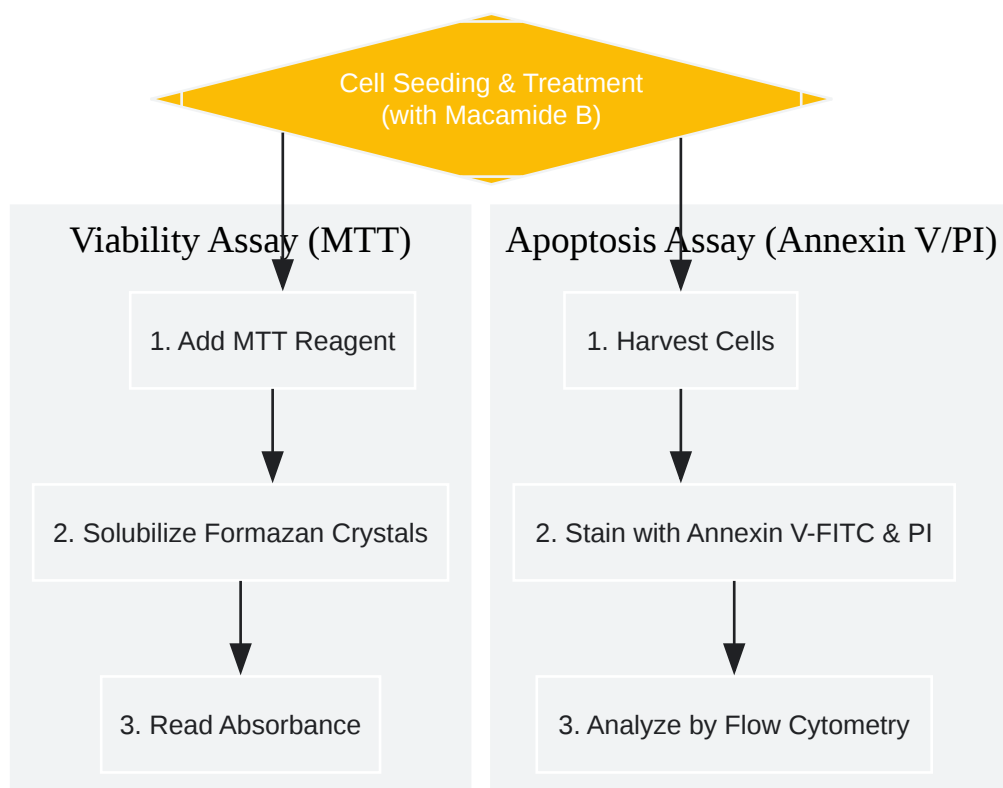 Cell Seeding & Treatment
(with Macamide B)
Viability Assay (MTT)
1. Add MTT Reagent
2. Solubilize Formazan Crystals
3. Read Absorbance
Apoptosis Assay (Annexin V/PI)
1. Harvest Cells
2. Stain with Annexin V-FITC & PI
3. Analyze by Flow Cytometry